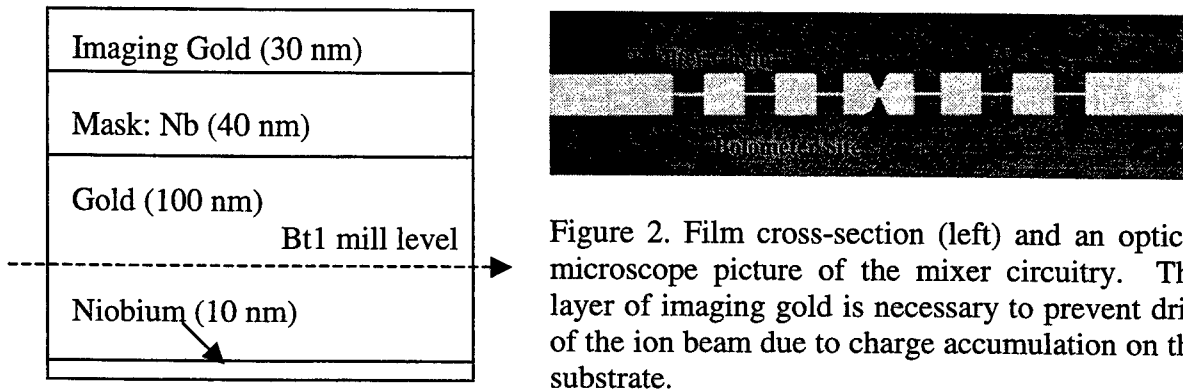 Imaging Gold (30 nm)
Mask: Nb (40 nm)
Gold (100 nm)
Bt1 mill level
Niobium (10 nm)
Figure 2. Film cross-section (left) and an optic
microscope picture of the mixer circuitry. Th
layer of imaging gold is necessary to prevent dri
of the ion beam due to charge accumulation on th
substrate.